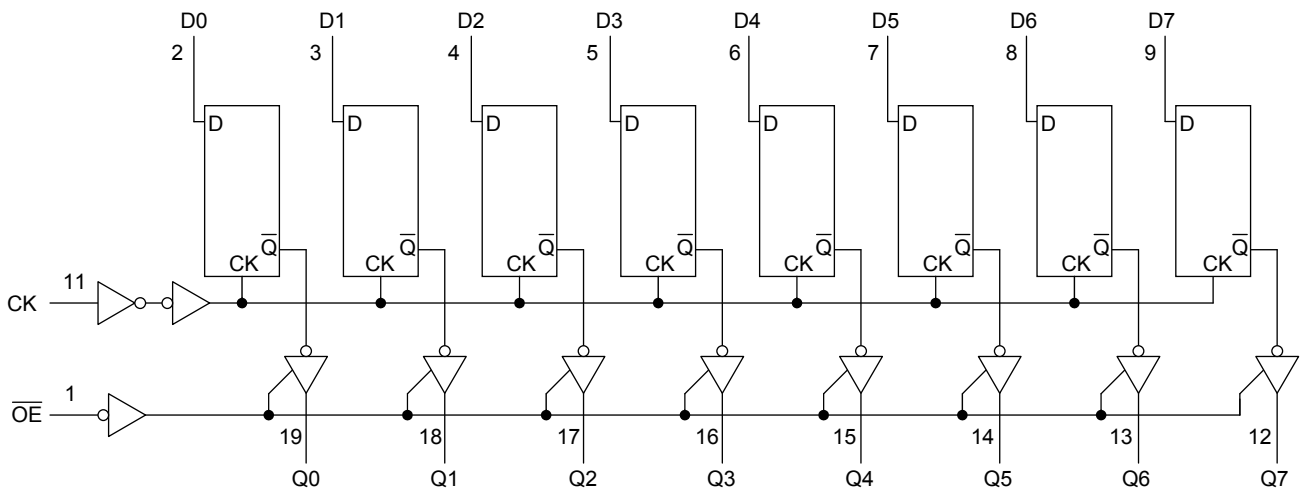 D0 D1 D2 D3 D4 D5 D6 D7
2 3 4 5 6 7 8 9
D D D D D D D D
Q̅ Q̅ Q̅ Q̅ Q̅ Q̅ Q̅ Q̅
CK CK CK CK CK CK CK CK
11
CK
1
O̅E̅
19 18 17 16 15 14 13 12
Q0 Q1 Q2 Q3 Q4 Q5 Q6 Q7